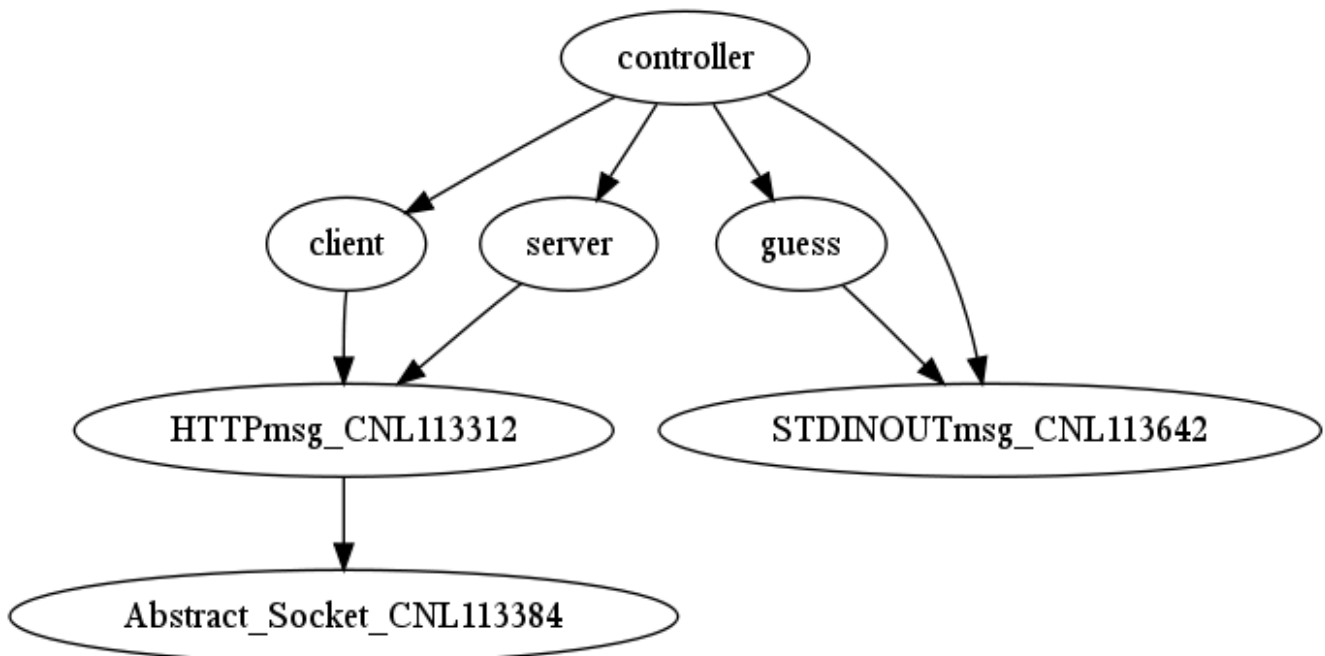 controller
client
server
guess
HTTPmsg_CNL113312
STDINOUTmsg_CNL113642
Abstract_Socket_CNL113384